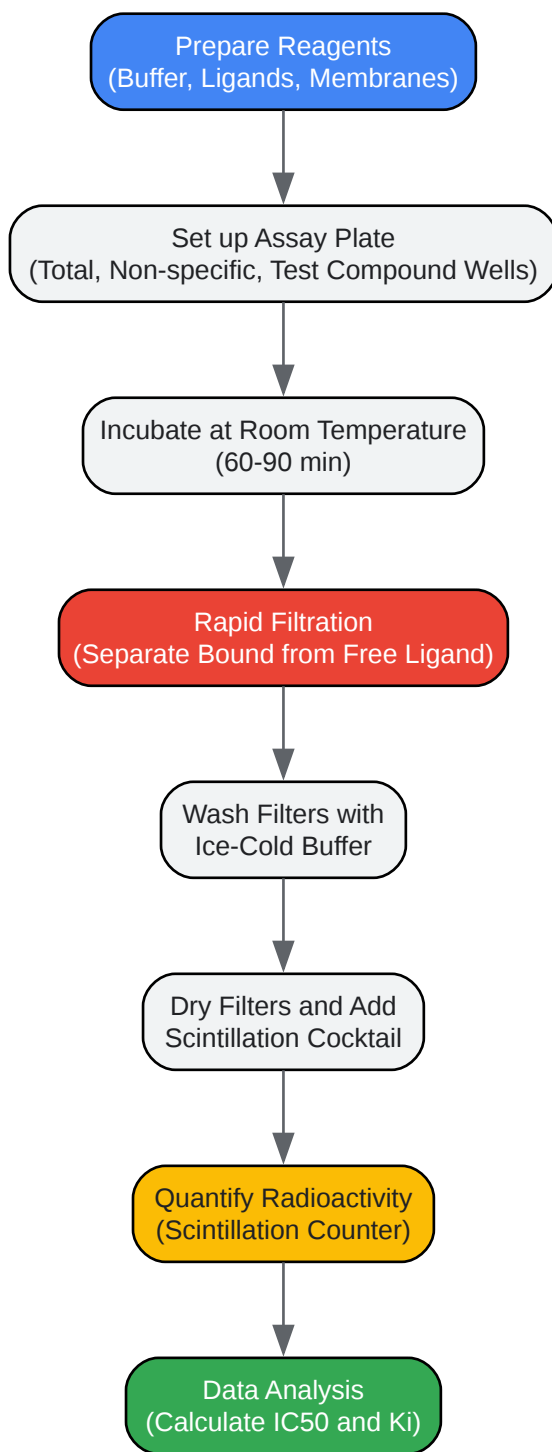 Prepare Reagents
(Buffer, Ligands, Membranes)
Set up Assay Plate
(Total, Non-specific, Test Compound Wells)
Incubate at Room Temperature
(60-90 min)
Rapid Filtration
(Separate Bound from Free Ligand)
Wash Filters with
Ice-Cold Buffer
Dry Filters and Add
Scintillation Cocktail
Quantify Radioactivity
(Scintillation Counter)
Data Analysis
(Calculate IC50 and Ki)